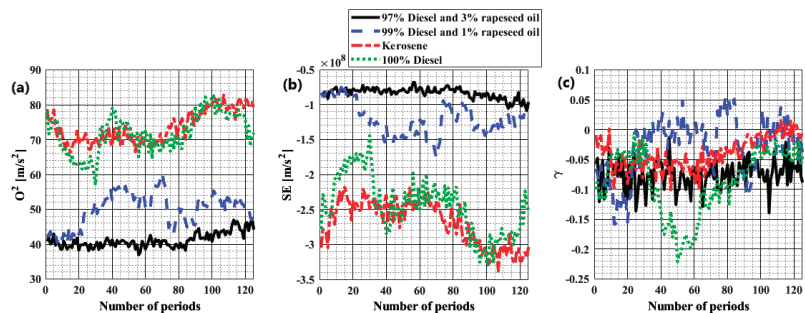 97% Diesel and 3% rapeseed oil
99% Diesel and 1% rapeseed oil
Kerosene
100% Diesel
(a)
90
80
70
60
50
40
30
O² [m/s²]
0 20 40 60 80 100 120
Number of periods
×10⁸
(b)
-0.5
-1
-1.5
-2
-2.5
-3
-3.5
SE [m/s²]
0 20 40 60 80 100 120
Number of periods
(c)
0.1
0.05
0
-0.05
-0.1
-0.15
-0.2
-0.25
γ
0 20 40 60 80 100 120
Number of periods